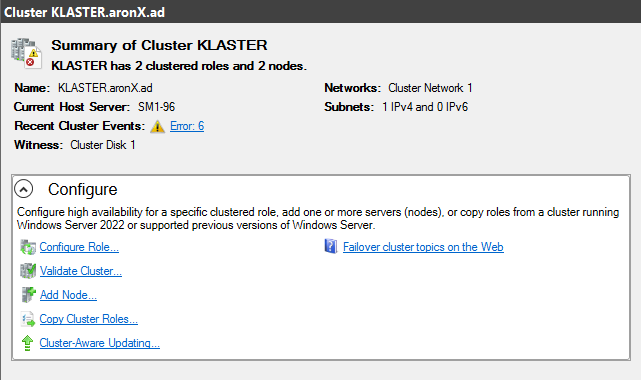 Cluster KLASTER.aronX.ad
Summary of Cluster KLASTER
KLASTER has 2 clustered roles and 2 nodes.
Name: KLASTER.aronX.ad
Networks: Cluster Network 1
Current Host Server: SM1-96
Subnets: 1 IPv4 and 0 IPv6
Recent Cluster Events: Error: 6
Witness: Cluster Disk 1
Configure
Configure high availability for a specific clustered role, add one or more servers (nodes), or copy roles from a cluster running
Windows Server 2022 or supported previous versions of Windows Server.
Configure Role...
Failover cluster topics on the Web
Validate Cluster...
Add Node...
Copy Cluster Roles...
Cluster-Aware Updating...